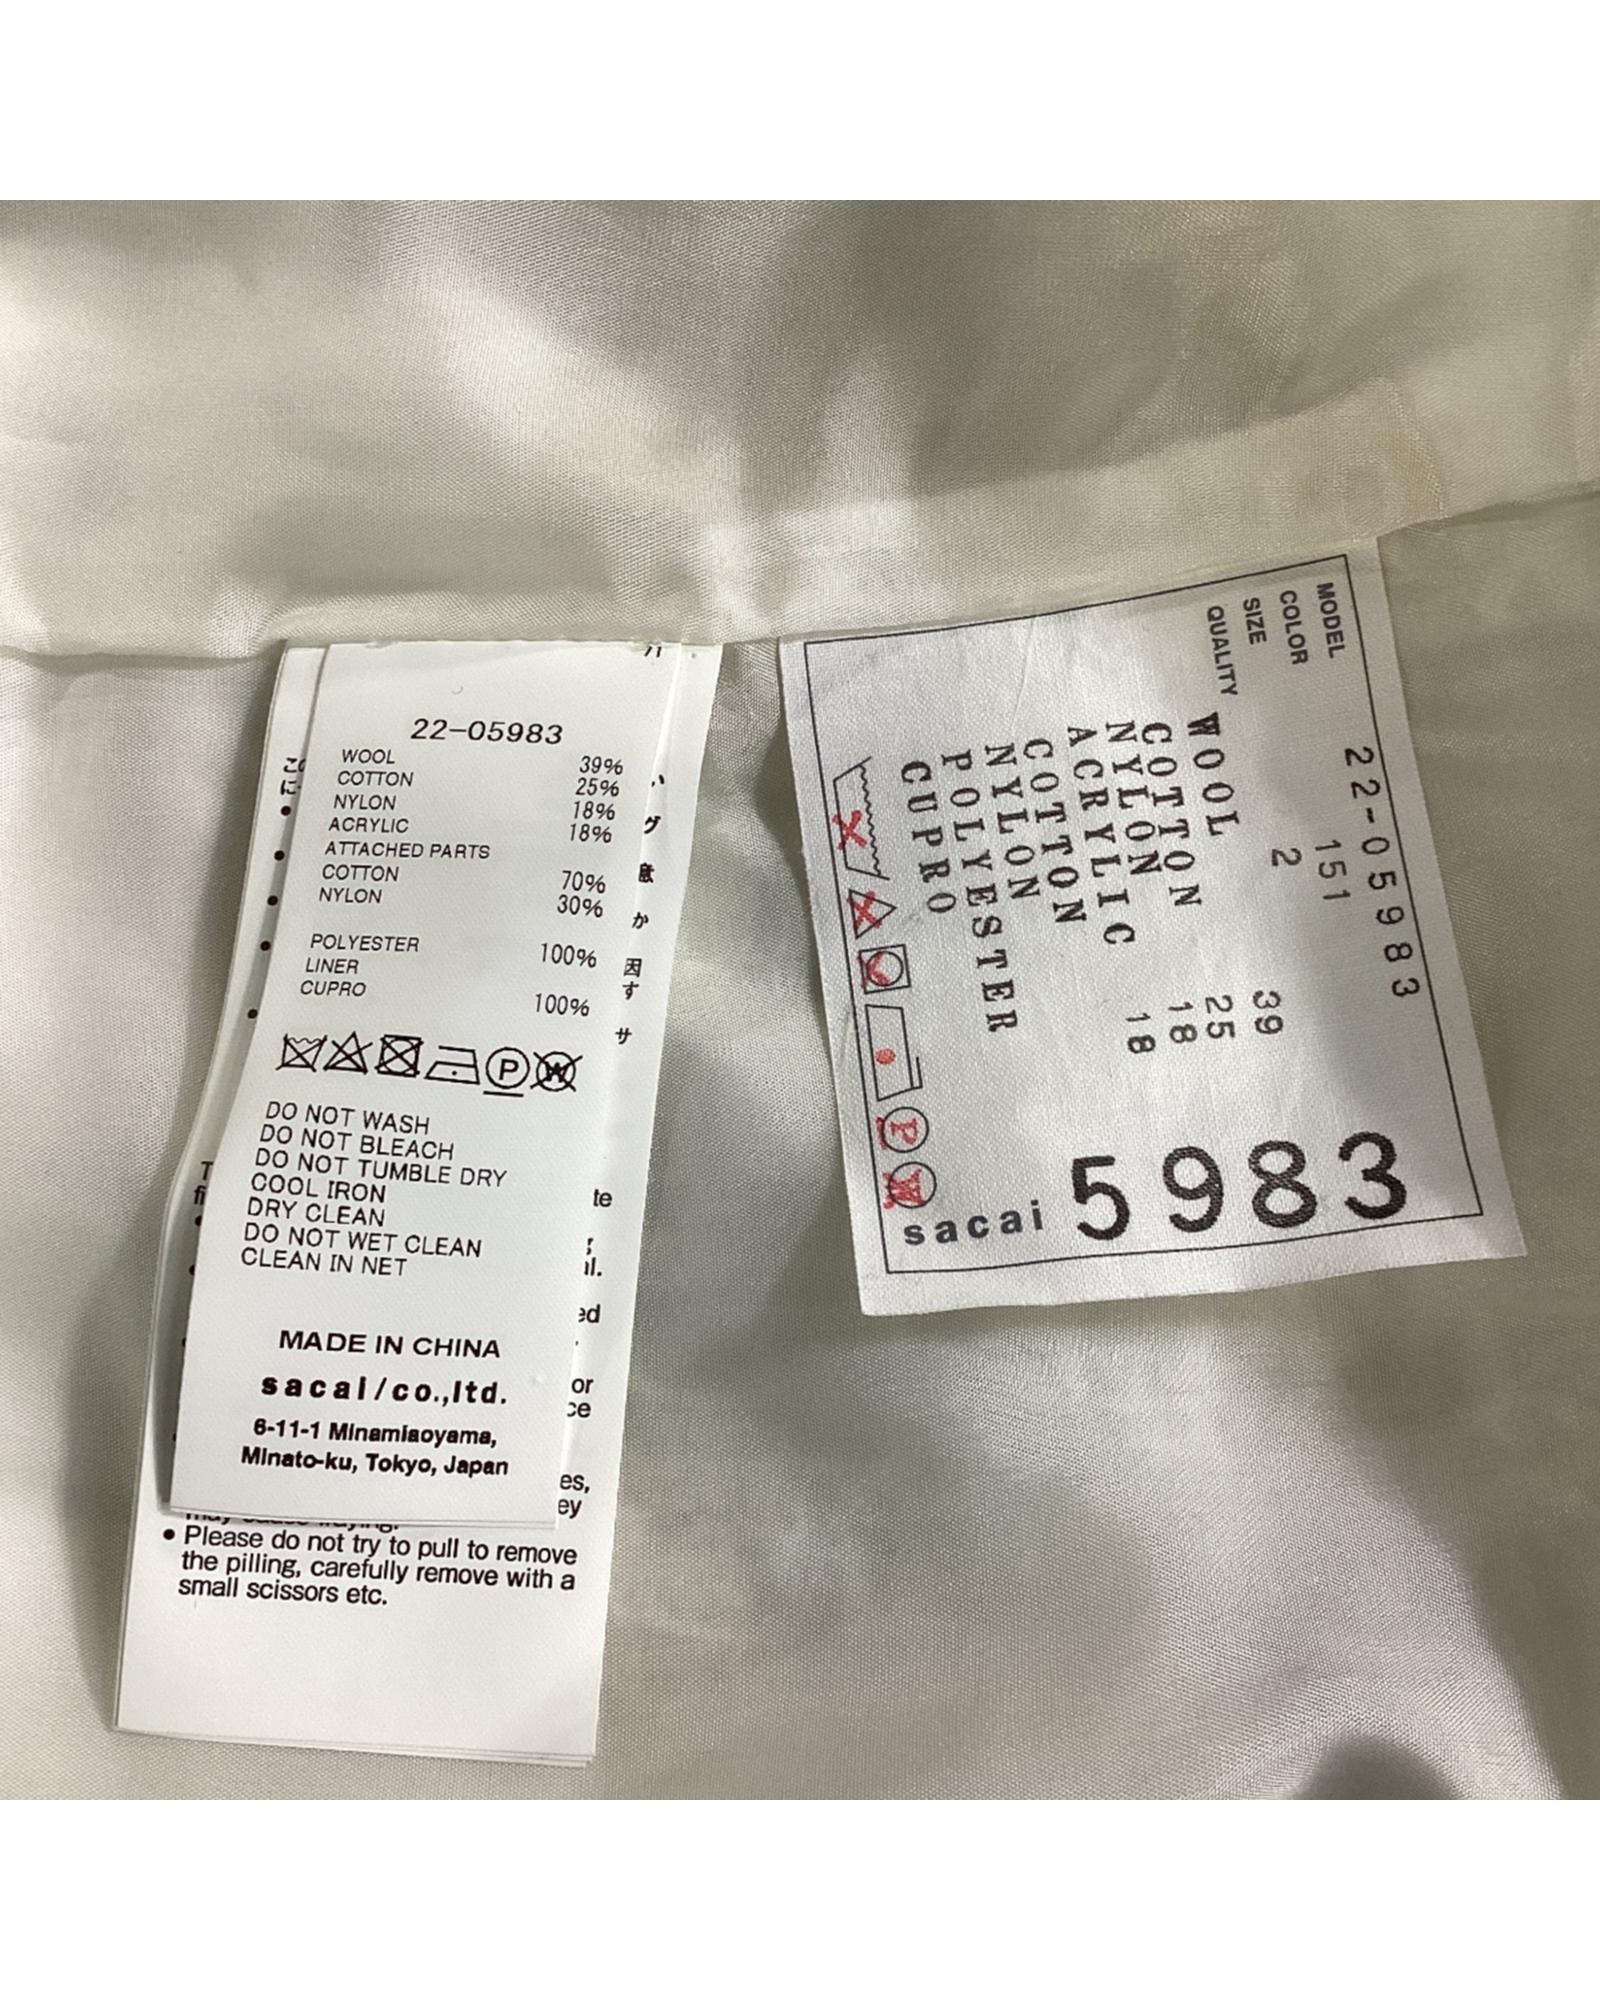 22-05983
WOOL 39%
COTTON 25%
NYLON 18%
ACRYLIC 18%
ATTACHED PARTS
COTTON 70%
NYLON 30%
POLYESTER 100%
LINER
CUPRO 100%
P W
DO NOT WASH
DO NOT BLEACH
DO NOT TUMBLE DRY
COOL IRON
DRY CLEAN
DO NOT WET CLEAN
CLEAN IN NET
MADE IN CHINA
sacai/co.,ltd.
6-11-1 Minamiaoyama,
Minato-ku, Tokyo, Japan
• Please do not try to pull to remove
the pilling, carefully remove with a
small scissors etc.
MODEL 22-05983
COLOR 151
SIZE 2
QUALITY
WOOL 39
COTTON 25
NYLON 18
ACRYLIC 18
COTTON
NYLON
POLYESTER
CUPRO
P W
sacai 5983